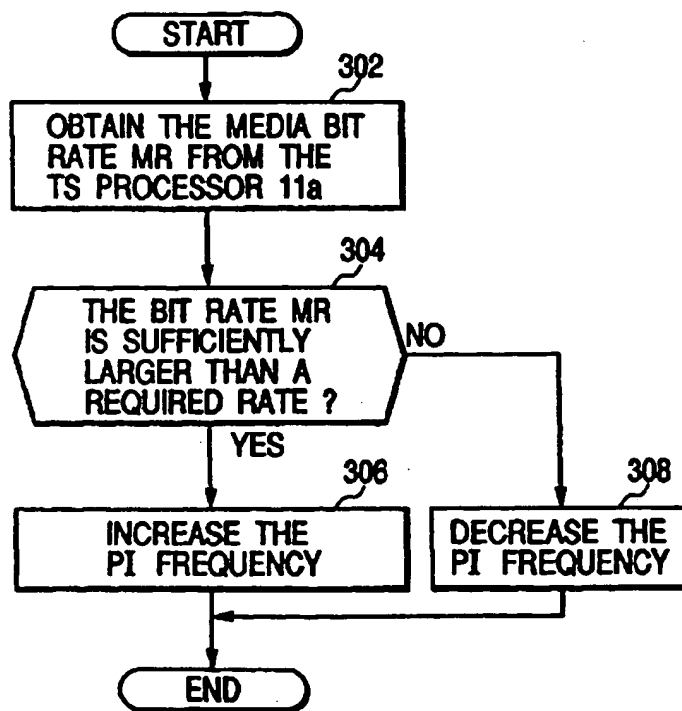 START
302
OBTAIN THE MEDIA BIT
RATE MR FROM THE
TS PROCESSOR 11a
304
THE BIT RATE MR
IS SUFFICIENTLY
LARGER THAN A
REQUIRED RATE ?
NO
YES
306
INCREASE THE
PI FREQUENCY
308
DECREASE THE
PI FREQUENCY
END